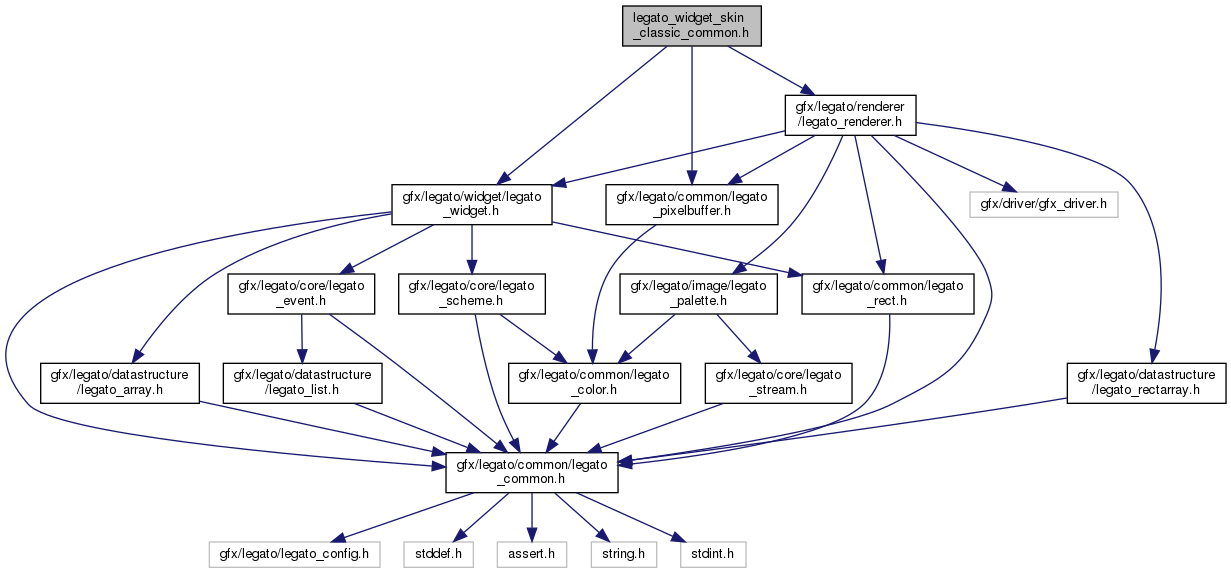 legato_widget_skin
_classic_common.h
gfx/legato/renderer
/legato_renderer.h
gfx/legato/widget/legato
_widget.h
gfx/legato/common/legato
_pixelbuffer.h
gfx/driver/gfx_driver.h
gfx/legato/core/legato
_event.h
gfx/legato/core/legato
_scheme.h
gfx/legato/image/legato
_palette.h
gfx/legato/common/legato
_rect.h
gfx/legato/datastructure
/legato_array.h
gfx/legato/datastructure
/legato_list.h
gfx/legato/common/legato
_color.h
gfx/legato/core/legato
_stream.h
gfx/legato/datastructure
/legato_rectarray.h
gfx/legato/common/legato
_common.h
gfx/legato/legato_config.h
stddef.h
assert.h
string.h
stdint.h